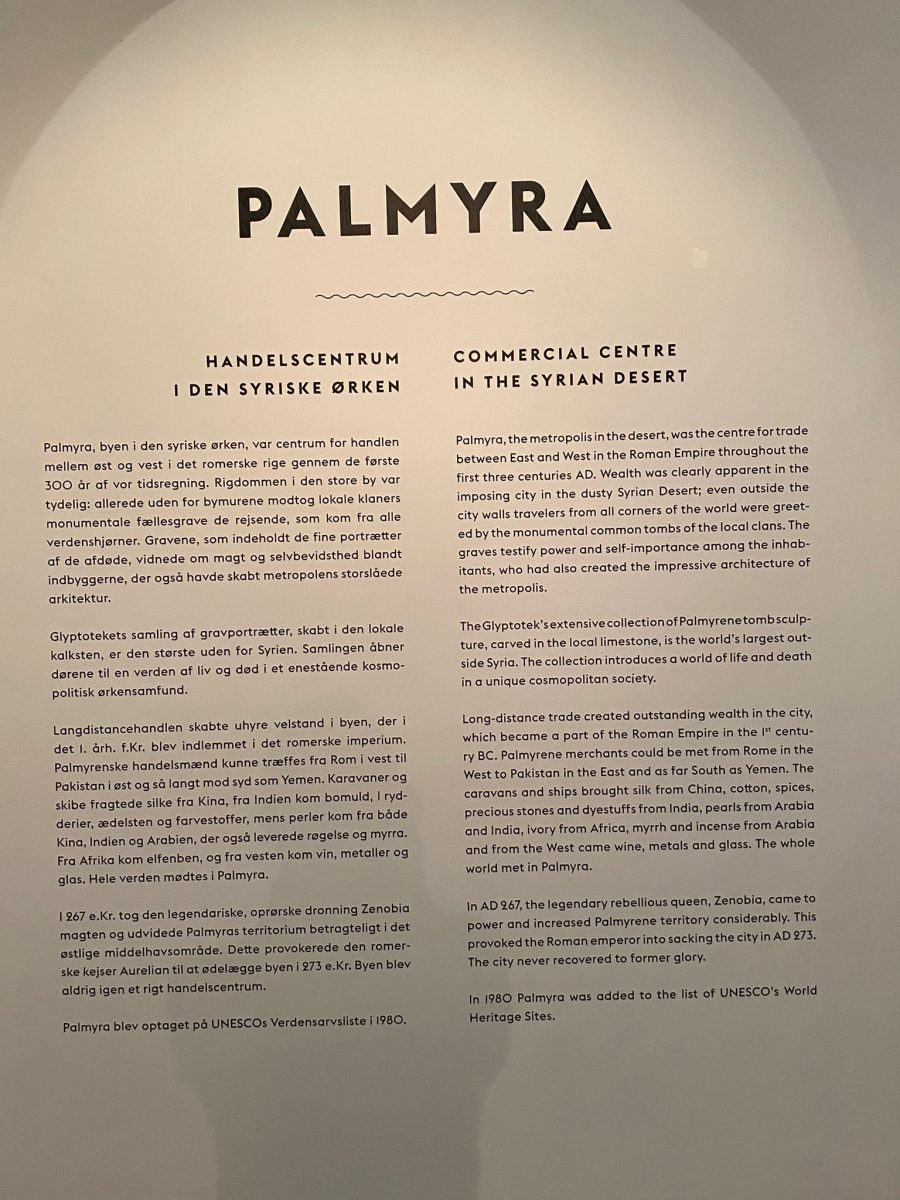 PALMYRA
HANDELSCENTRUM
I DEN SYRISKE ØRKEN
Palmyra, byen i den syriske ørken, var centrum for handlen
mellem øst og vest i det romerske rige gennem de første
300 år af vor tidsregning. Rigdommen i den store by var
tydelig: allerede uden for bymurene modtog lokale klaners
monumentale fællesgrave de rejsende, som kom fra alle
verdenshjørner. Gravene, som indeholdt de fine portrætter
af de afdøde, vidnede om magt og selvbevidsthed blandt
indbyggerne, der også havde skabt metropolens storslåede
arkitektur.
Glyptotekets samling af gravportrætter, skabt i den lokale
kalksten, er den største uden for Syrien. Samlingen åbner
dørene til en verden af liv og død i et enestående kosmo-
politisk ørkensamfund.
Langdistancehandlen skabte uhyre velstand i byen, der i
det 1. årh. f.Kr. blev indlemmet i det romerske imperium.
Palmyrenske handelsmænd kunne træffes fra Rom i vest til
Pakistan i øst og så langt mod syd som Yemen. Karavaner og
skibe fragtede silke fra Kina, fra Indien kom bomuld, I ryd-
derier, ædelsten og farvestoffer, mens perler kom fra både
Kina, Indien og Arabien, der også leverede røgelse og myrra.
Fra Afrika kom elfenben, og fra vesten kom vin, metaller og
glas. Hele verden mødtes i Palmyra.
I 267 e.Kr. tog den legendariske, oprørske dronning Zenobia
magten og udvidede Palmyras territorium betragteligt i det
østlige middelhavsområde. Dette provokerede den romer-
ske kejser Aurelian til at ødelægge byen i 273 e.Kr. Byen blev
aldrig igen et rigt handelscentrum.
Palmyra blev optaget på UNESCOs Verdensarvsliste i 1980.
COMMERCIAL CENTRE
IN THE SYRIAN DESERT
Palmyra, the metropolis in the desert, was the centre for trade
between East and West in the Roman Empire throughout the
first three centuries AD. Wealth was clearly apparent in the
imposing city in the dusty Syrian Desert; even outside the
city walls travelers from all corners of the world were greet-
ed by the monumental common tombs of the local clans. The
graves testify power and self-importance among the inhab-
itants, who had also created the impressive architecture of
the metropolis.
The Glyptotek's extensive collection of Palmyrene tomb sculp-
ture, carved in the local limestone, is the world's largest out-
side Syria. The collection introduces a world of life and death
in a unique cosmopolitan society.
Long-distance trade created outstanding wealth in the city,
which became a part of the Roman Empire in the 1st centu-
ry BC. Palmyrene merchants could be met from Rome in the
West to Pakistan in the East and as far South as Yemen. The
caravans and ships brought silk from China, cotton, spices,
precious stones and dyestuffs from India, pearls from Arabia
and India, ivory from Africa, myrrh and incense from Arabia
and from the West came wine, metals and glass. The whole
world met in Palmyra.
In AD 267, the legendary rebellious queen, Zenobia, came to
power and increased Palmyrene territory considerably. This
provoked the Roman emperor into sacking the city in AD 273.
The city never recovered to former glory.
In 1980 Palmyra was added to the list of UNESCO's World
Heritage Sites.